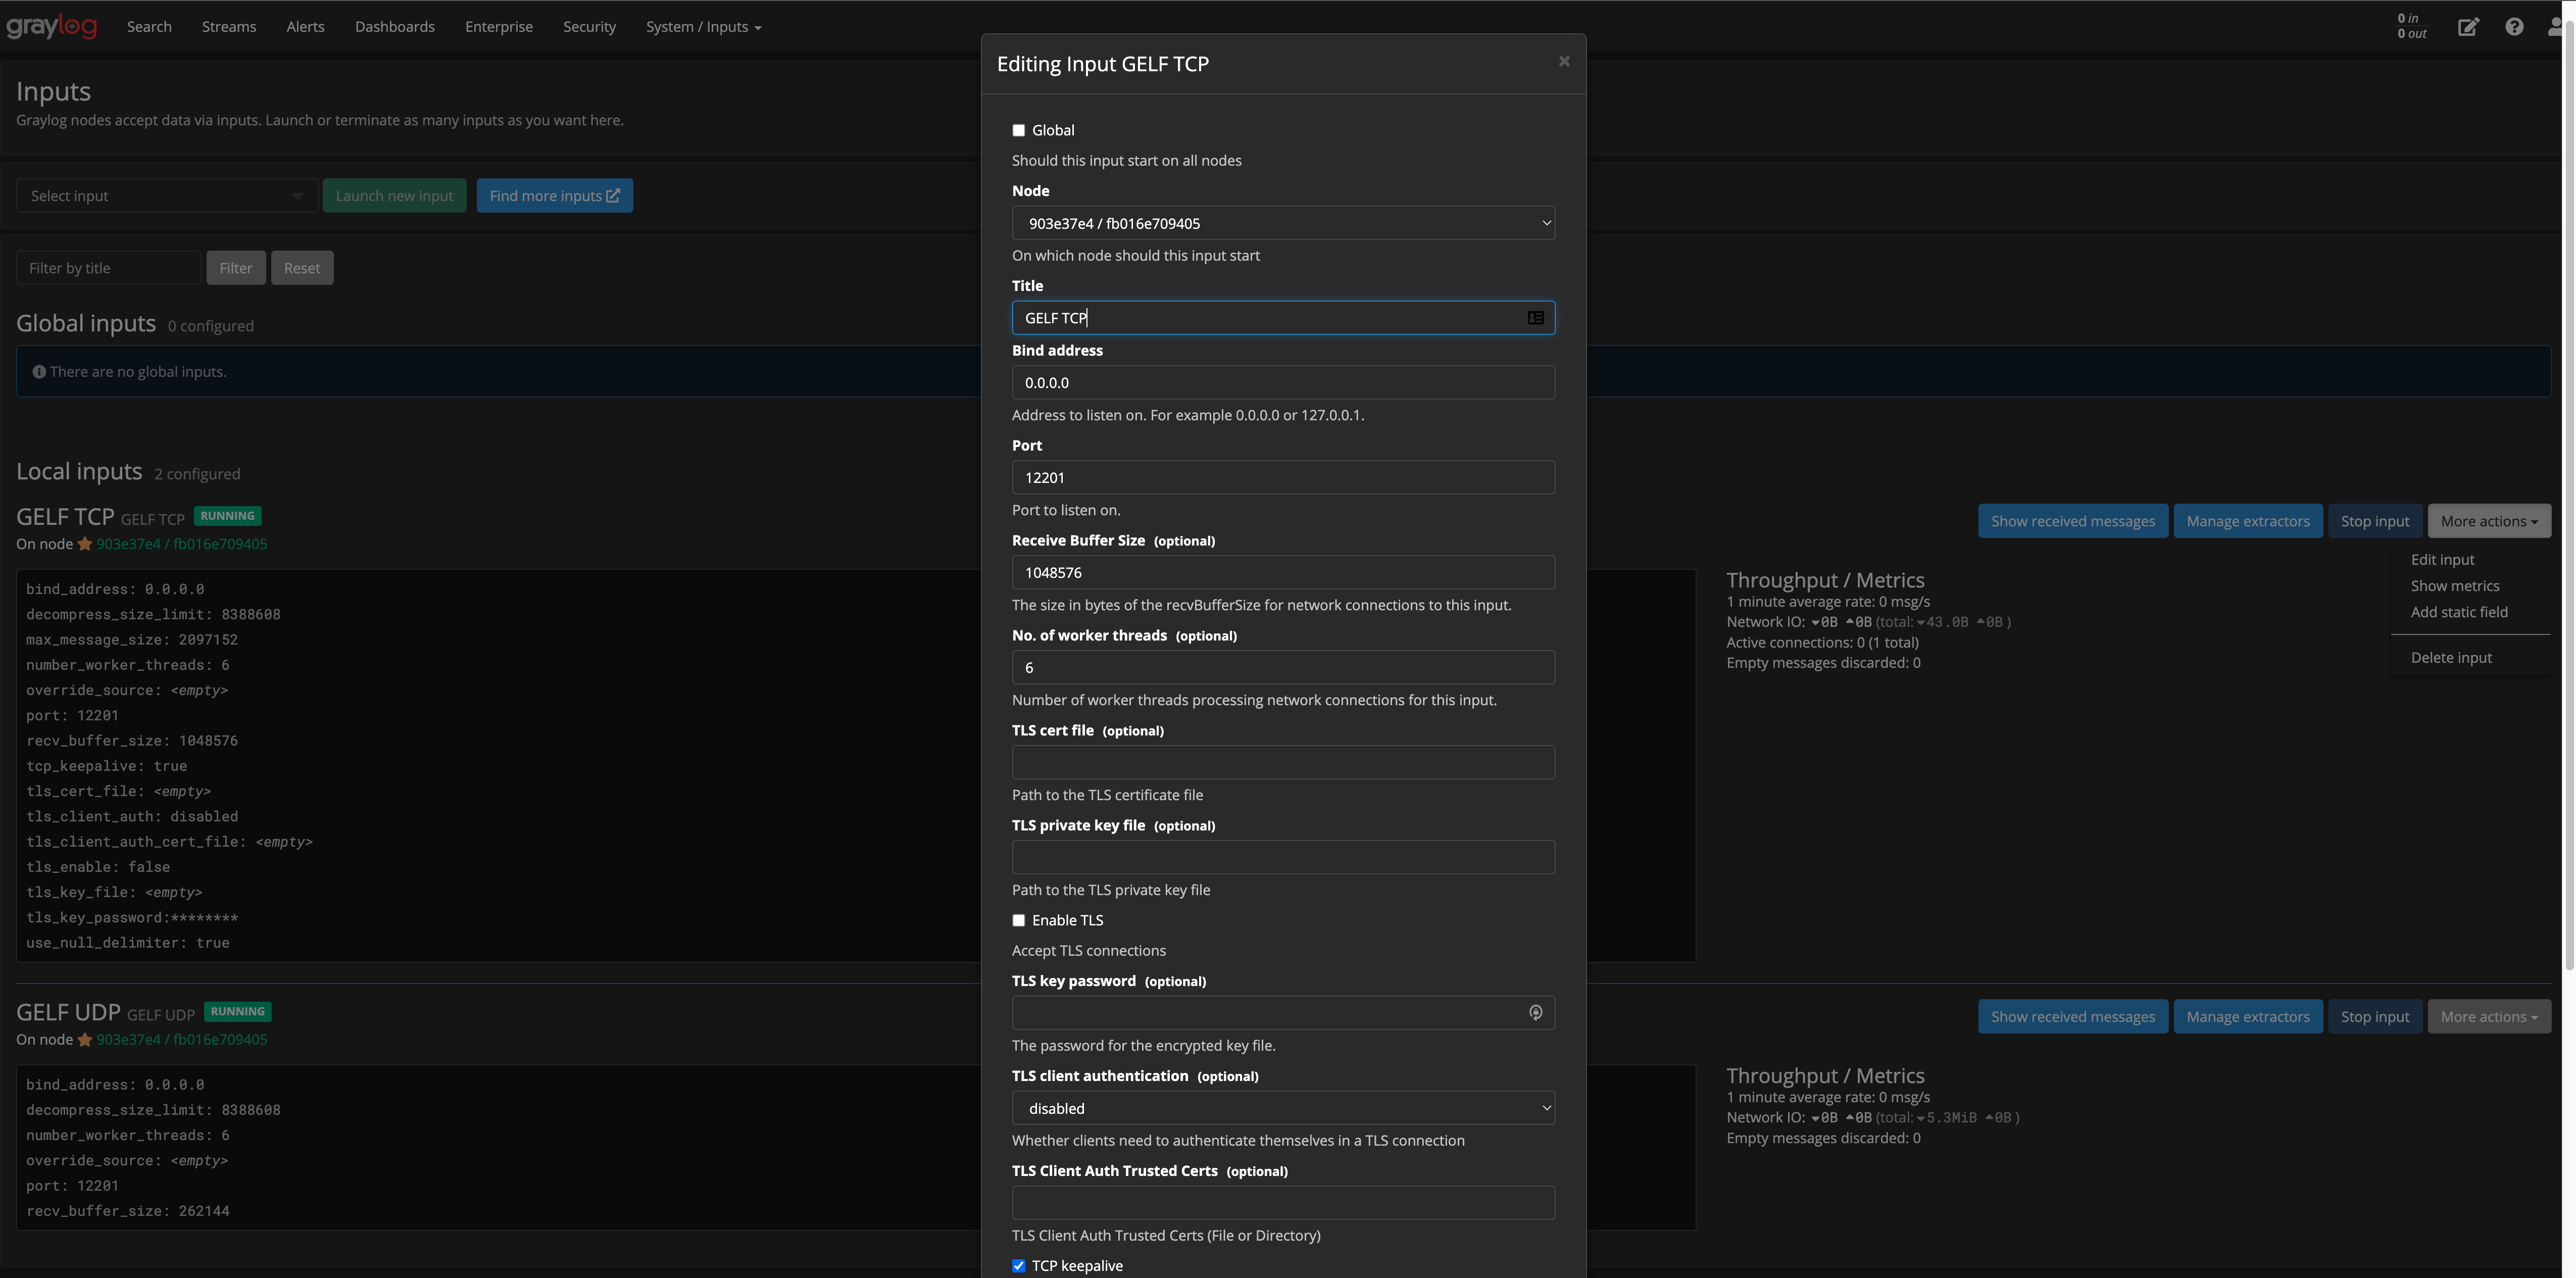 graylog Search Streams Alerts Dashboards Enterprise Security System / Inputs
0 in
0 out
Inputs
Graylog nodes accept data via inputs. Launch or terminate as many inputs as you want here.
Select input Launch new input Find more inputs
Filter by title Filter Reset
Global inputs 0 configured
There are no global inputs.
Local inputs 2 configured
GELF TCP GELF TCP RUNNING
On node 903e37e4 / fb016e709405
Show received messages Manage extractors Stop input More actions
Edit input
Show metrics
Add static field
Delete input
bind_address: 0.0.0.0
decompress_size_limit: 8388608
max_message_size: 2097152
number_worker_threads: 6
override_source: <empty>
port: 12201
recv_buffer_size: 1048576
tcp_keepalive: true
tls_cert_file: <empty>
tls_client_auth: disabled
tls_client_auth_cert_file: <empty>
tls_enable: false
tls_key_file: <empty>
tls_key_password:********
use_null_delimiter: true
Throughput / Metrics
1 minute average rate: 0 msg/s
Network IO: 0B 0B (total: 43.0B 0B )
Active connections: 0 (1 total)
Empty messages discarded: 0
GELF UDP GELF UDP RUNNING
On node 903e37e4 / fb016e709405
Show received messages Manage extractors Stop input More actions
bind_address: 0.0.0.0
decompress_size_limit: 8388608
number_worker_threads: 6
override_source: <empty>
port: 12201
recv_buffer_size: 262144
Throughput / Metrics
1 minute average rate: 0 msg/s
Network IO: 0B 0B (total: 5.3MiB 0B )
Empty messages discarded: 0
Editing Input GELF TCP
Global
Should this input start on all nodes
Node
903e37e4 / fb016e709405
On which node should this input start
Title
GELF TCP
Bind address
0.0.0.0
Address to listen on. For example 0.0.0.0 or 127.0.0.1.
Port
12201
Port to listen on.
Receive Buffer Size (optional)
1048576
The size in bytes of the recvBufferSize for network connections to this input.
No. of worker threads (optional)
6
Number of worker threads processing network connections for this input.
TLS cert file (optional)
Path to the TLS certificate file
TLS private key file (optional)
Path to the TLS private key file
Enable TLS
Accept TLS connections
TLS key password (optional)
The password for the encrypted key file.
TLS client authentication (optional)
disabled
Whether clients need to authenticate themselves in a TLS connection
TLS Client Auth Trusted Certs (optional)
TLS Client Auth Trusted Certs (File or Directory)
TCP keepalive